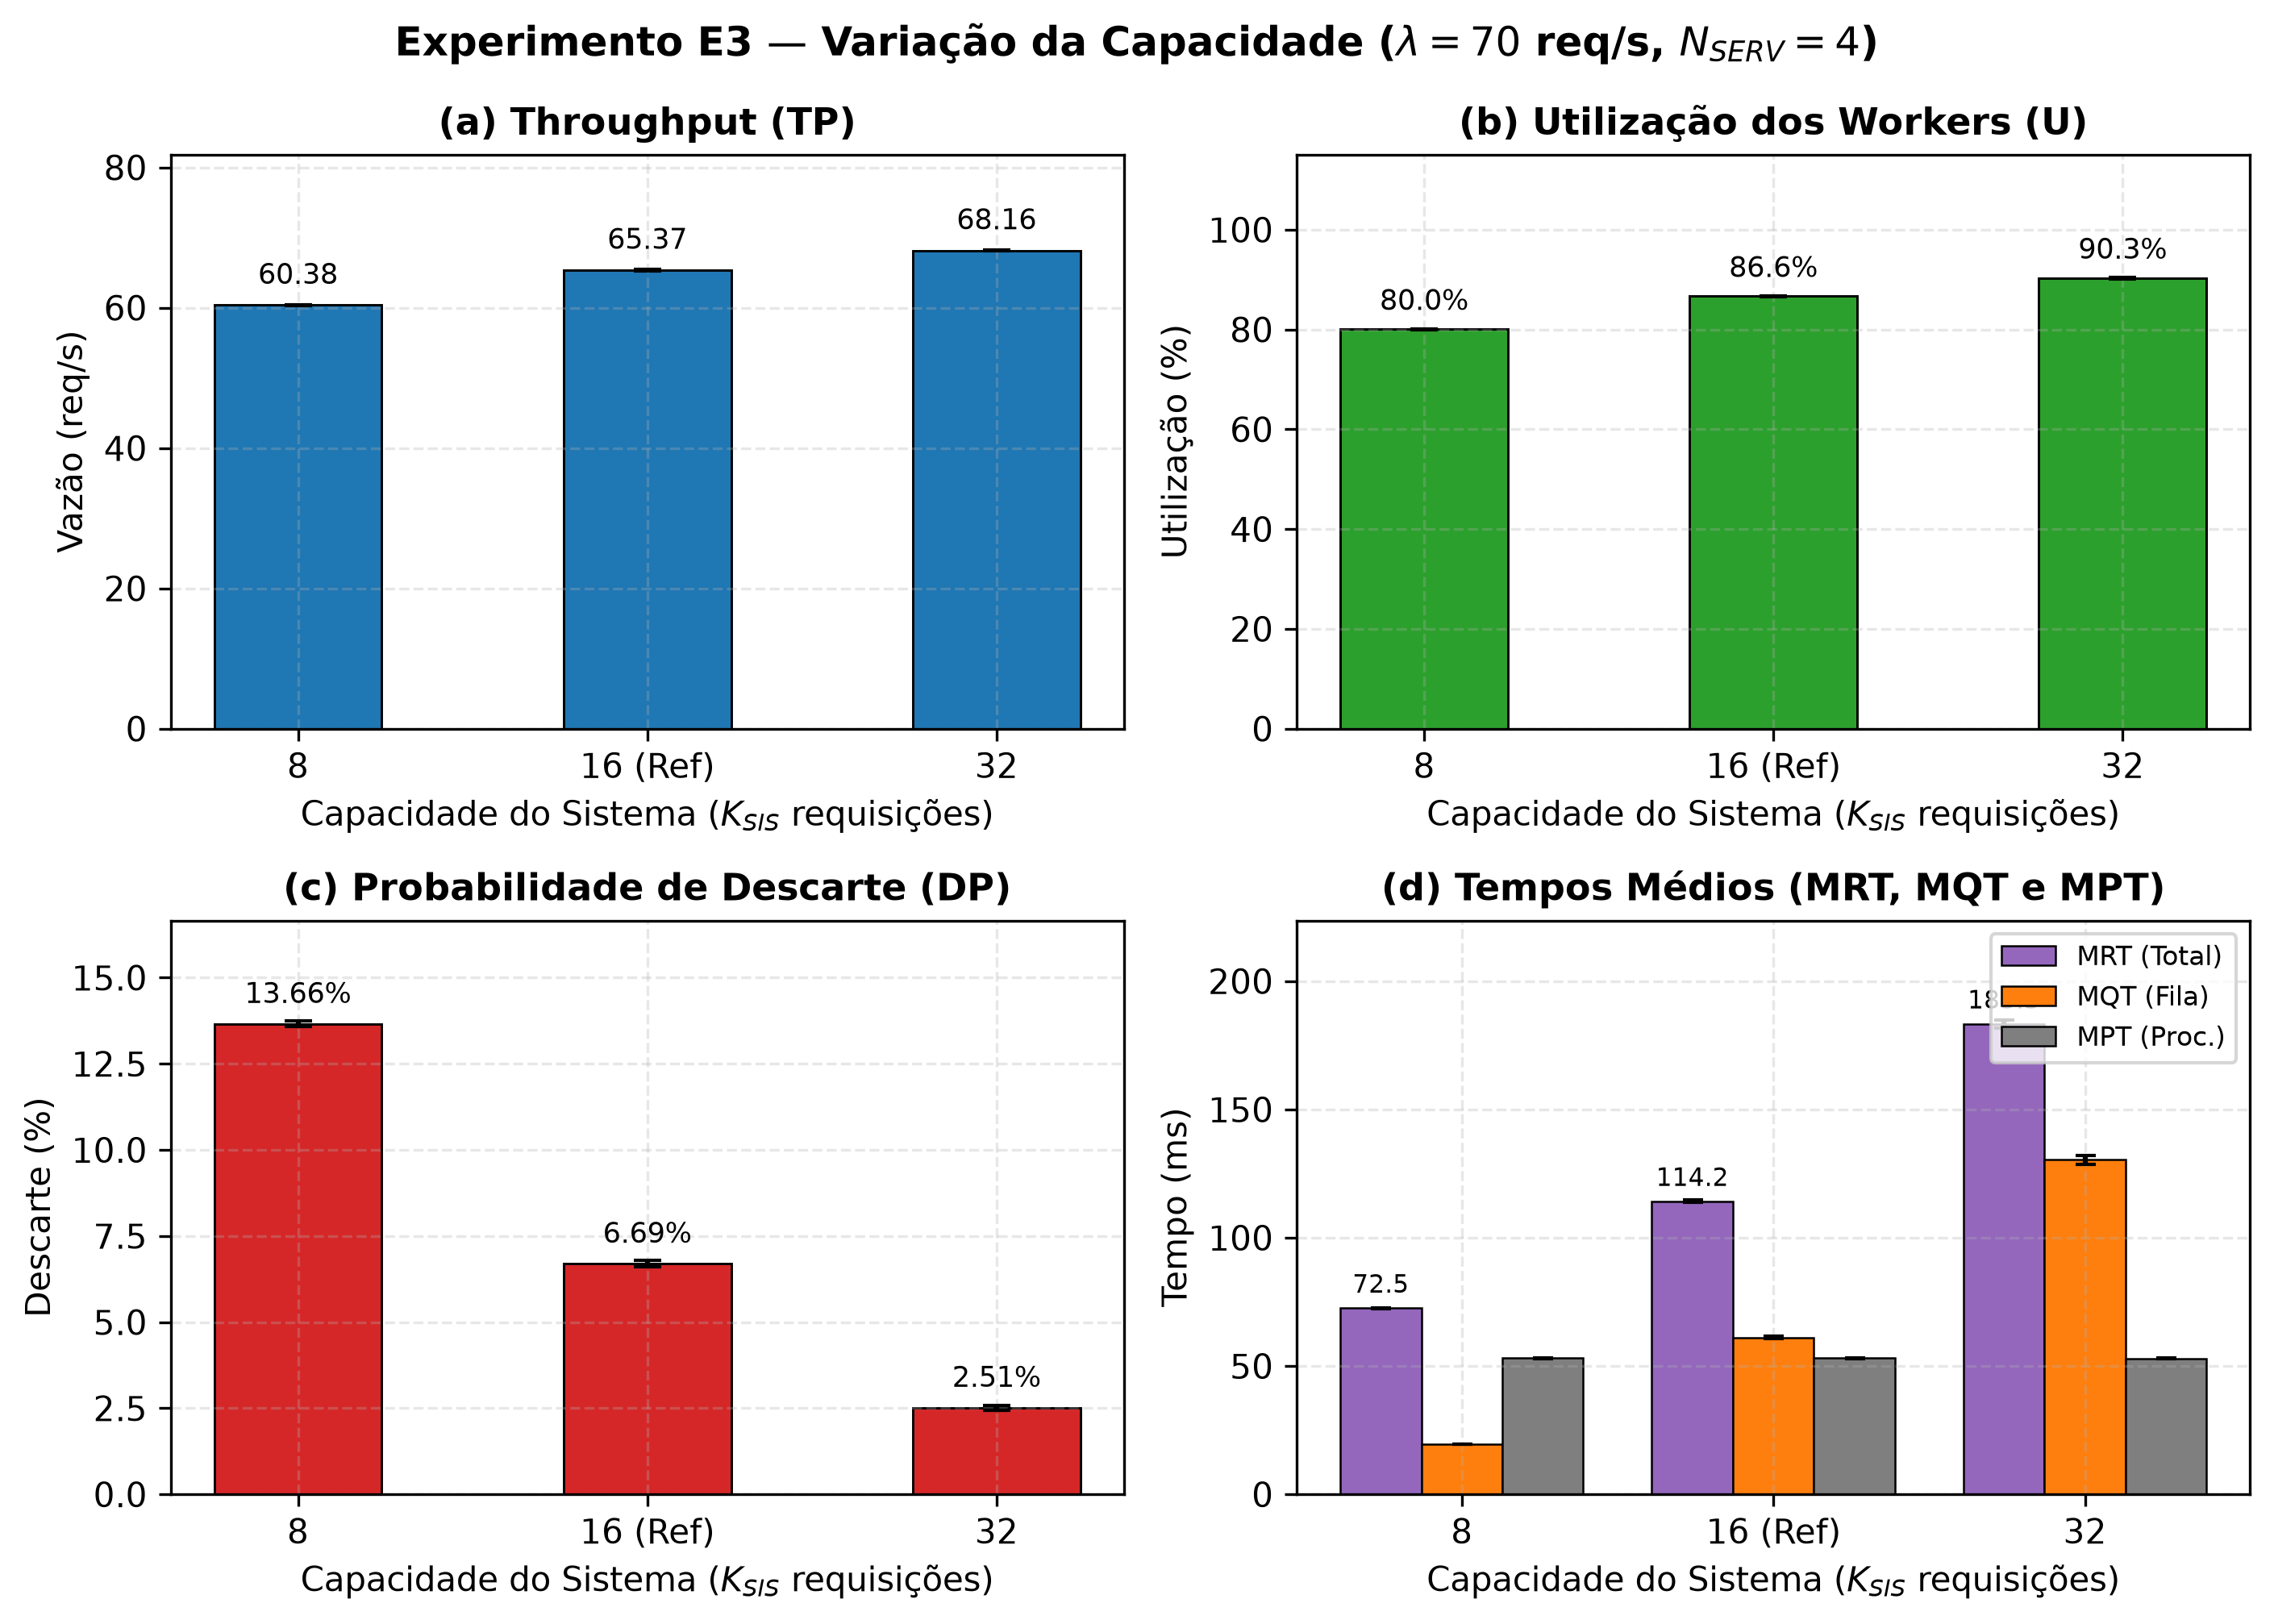 Experimento E3 — Variação da Capacidade (λ = 70 req/s, N_SERV = 4)
(a) Throughput (TP)
80
60
40
20
0
Vazão (req/s)
60.38
65.37
68.16
8
16 (Ref)
32
Capacidade do Sistema (K_SIS requisições)
(b) Utilização dos Workers (U)
100
80
60
40
20
0
Utilização (%)
80.0%
86.6%
90.3%
8
16 (Ref)
32
Capacidade do Sistema (K_SIS requisições)
(c) Probabilidade de Descarte (DP)
15.0
12.5
10.0
7.5
5.0
2.5
0.0
Descarte (%)
13.66%
6.69%
2.51%
8
16 (Ref)
32
Capacidade do Sistema (K_SIS requisições)
(d) Tempos Médios (MRT, MQT e MPT)
200
150
100
50
0
Tempo (ms)
72.5
114.2
MRT (Total)
MQT (Fila)
MPT (Proc.)
8
16 (Ref)
32
Capacidade do Sistema (K_SIS requisições)